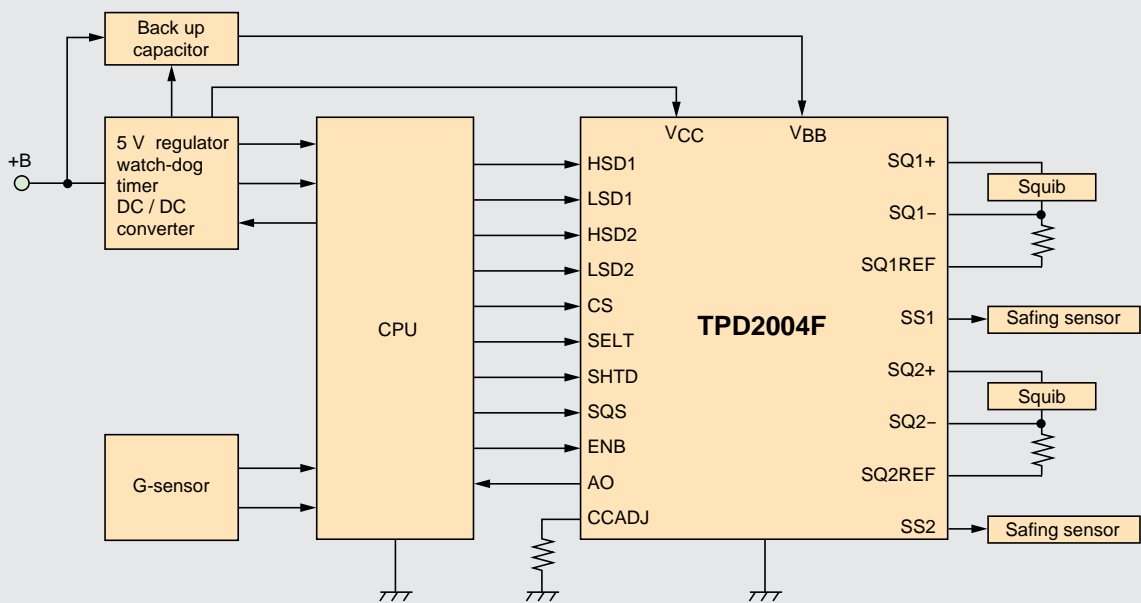 Back up
capacitor
+B
5 V regulator
watch-dog
timer
DC / DC
converter
G-sensor
CPU
VCC
VBB
HSD1
LSD1
HSD2
LSD2
CS
SELT
SHTD
SQS
ENB
AO
CCADJ
TPD2004F
SQ1+
SQ1−
SQ1REF
SS1
SQ2+
SQ2−
SQ2REF
SS2
Squib
Safing sensor
Squib
Safing sensor